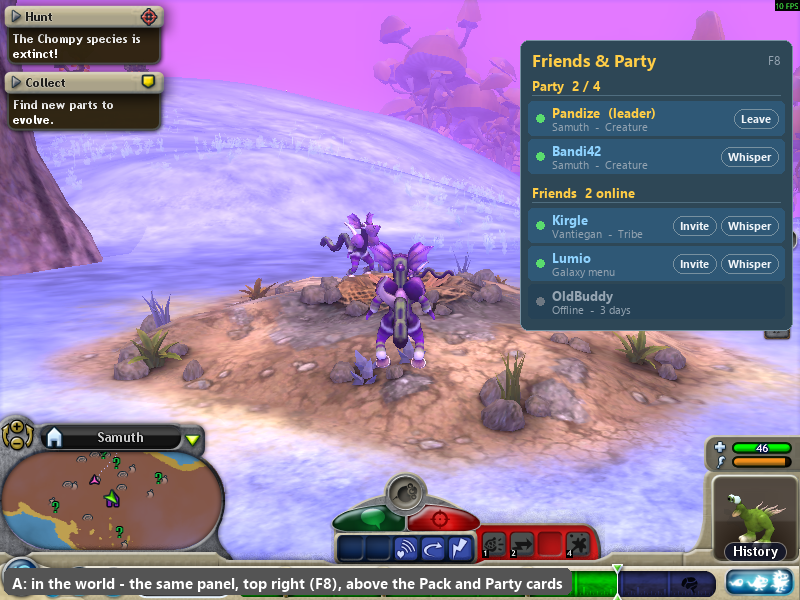 10 FPS
Hunt
The Chompy species is
extinct!
Collect
Find new parts to
evolve.
Friends & Party F8
Party 2 / 4
Pandize (leader)
Samuth - Creature
Leave
Bandi42
Samuth - Creature
Whisper
Friends 2 online
Kirgle
Vantiegan - Tribe
Invite Whisper
Lumio
Galaxy menu
Invite Whisper
OldBuddy
Offline - 3 days
Samuth
46
1 2 4
History
A: in the world - the same panel, top right (F8), above the Pack and Party cards